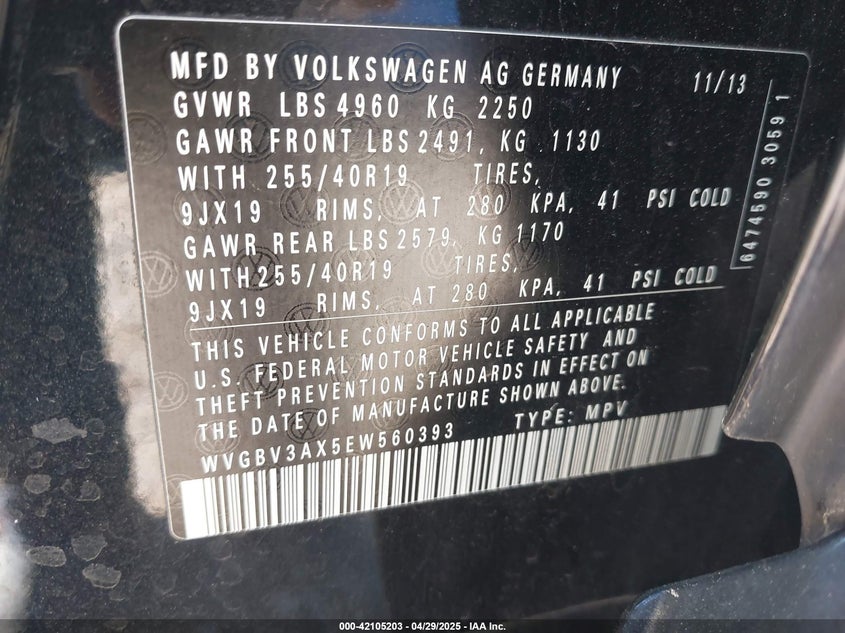 MFD BY VOLKSWAGEN AG GERMANY 11/13
GVWR LBS 4960 KG 2250
GAWR FRONT LBS 2491, KG 1130
WITH 255/40R19 TIRES,
9JX19 RIMS, AT 280 KPA, 41 PSI COLD
GAWR REAR LBS 2579, KG 1170
WITH 255/40R19 TIRES,
9JX19 RIMS, AT 280 KPA, 41 PSI COLD
THIS VEHICLE CONFORMS TO ALL APPLICABLE
U.S. FEDERAL MOTOR VEHICLE SAFETY AND
THEFT PREVENTION STANDARDS IN EFFECT ON
THE DATE OF MANUFACTURE SHOWN ABOVE.
WVGBV3AX5EW560393 TYPE: MPV
6474590 3059 1
000-42105203 - 04/29/2025 - IAA Inc.